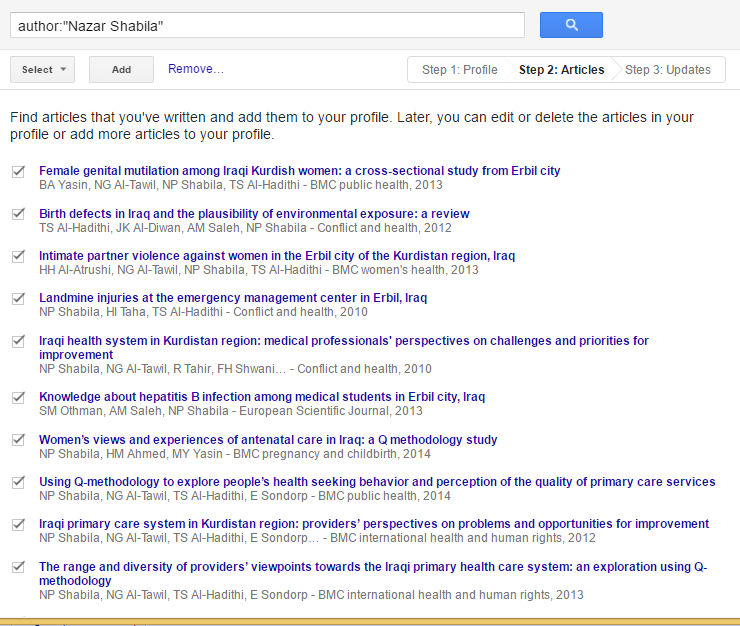 author:"Nazar Shabila"
Select Add Remove… Step 1: Profile Step 2: Articles Step 3: Updates
Find articles that you've written and add them to your profile. Later, you can edit or delete the articles in your
profile or add more articles to your profile.
Female genital mutilation among Iraqi Kurdish women: a cross-sectional study from Erbil city
BA Yasin, NG Al-Tawil, NP Shabila, TS Al-Hadithi - BMC public health, 2013
Birth defects in Iraq and the plausibility of environmental exposure: a review
TS Al-Hadithi, JK Al-Diwan, AM Saleh, NP Shabila - Conflict and health, 2012
Intimate partner violence against women in the Erbil city of the Kurdistan region, Iraq
HH Al-Atrushi, NG Al-Tawil, NP Shabila, TS Al-Hadithi - BMC women's health, 2013
Landmine injuries at the emergency management center in Erbil, Iraq
NP Shabila, HI Taha, TS Al-Hadithi - Conflict and health, 2010
Iraqi health system in Kurdistan region: medical professionals' perspectives on challenges and priorities for
improvement
NP Shabila, NG Al-Tawil, R Tahir, FH Shwani… - Conflict and health, 2010
Knowledge about hepatitis B infection among medical students in Erbil city, Iraq
SM Othman, AM Saleh, NP Shabila - European Scientific Journal, 2013
Women's views and experiences of antenatal care in Iraq: a Q methodology study
NP Shabila, HM Ahmed, MY Yasin - BMC pregnancy and childbirth, 2014
Using Q-methodology to explore people's health seeking behavior and perception of the quality of primary care services
NP Shabila, NG Al-Tawil, TS Al-Hadithi, E Sondorp - BMC public health, 2014
Iraqi primary care system in Kurdistan region: providers' perspectives on problems and opportunities for improvement
NP Shabila, NG Al-Tawil, TS Al-Hadithi, E Sondorp… - BMC international health and human rights, 2012
The range and diversity of providers' viewpoints towards the Iraqi primary health care system: an exploration using Q-
methodology
NP Shabila, NG Al-Tawil, TS Al-Hadithi, E Sondorp - BMC international health and human rights, 2013